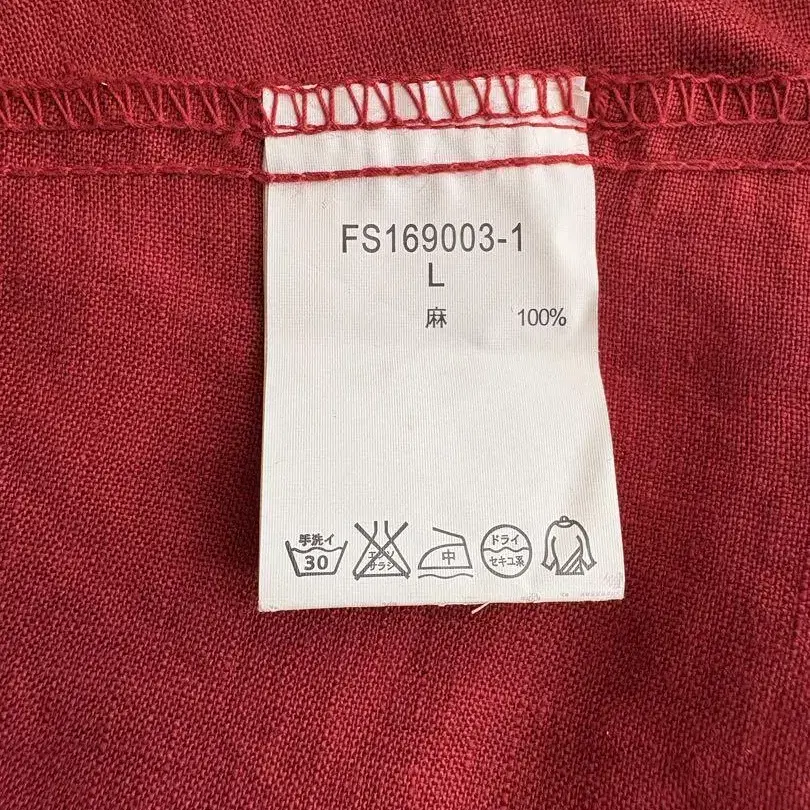 FS169003-1
L
麻 100%
手洗イ
30
エンソ
サラシ
中
ドライ
セキユ系